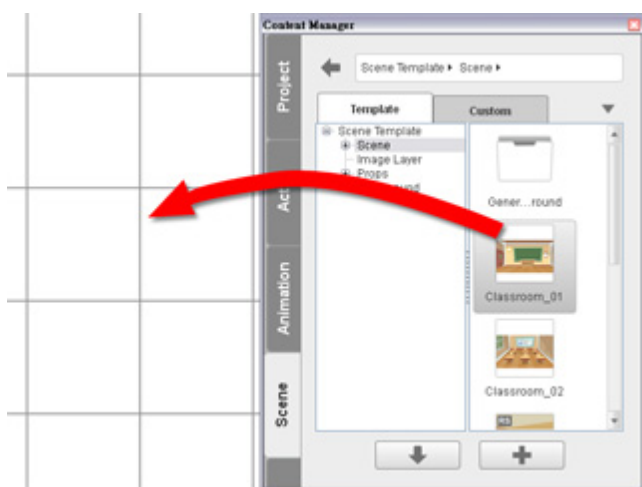 Content Manager
Project
Scene Template ▸ Scene ▸
Template
Custom
Scene Template
Scene
Image Layer
Props
Gener...round
Classroom_01
Animation
Classroom_02
Scene